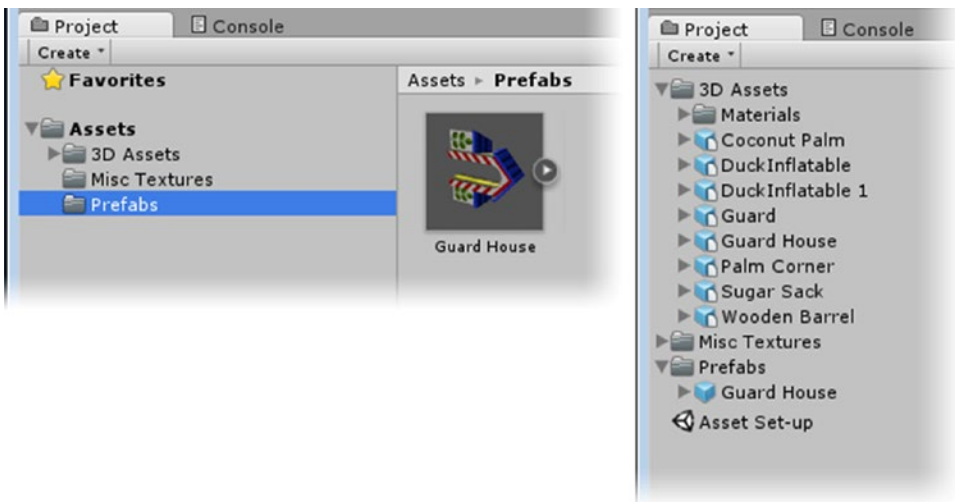 Project
Console
Create
Favorites
Assets
3D Assets
Misc Textures
Prefabs
Assets ▸ Prefabs
Guard House
Project
Console
Create
3D Assets
Materials
Coconut Palm
DuckInflatable
DuckInflatable 1
Guard
Guard House
Palm Corner
Sugar Sack
Wooden Barrel
Misc Textures
Prefabs
Guard House
Asset Set-up